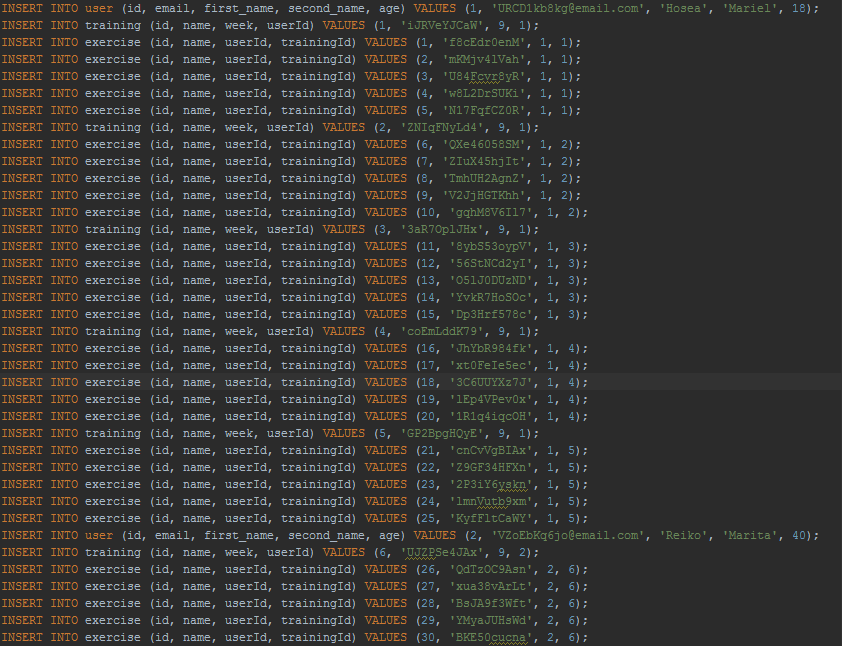 INSERT INTO user (id, email, first_name, second_name, age) VALUES (1, 'URCD1kb8kg@email.com', 'Hosea', 'Mariel', 18);
INSERT INTO training (id, name, week, userId) VALUES (1, 'iJRVeYJCaW', 9, 1);
INSERT INTO exercise (id, name, userId, trainingId) VALUES (1, 'f8cEdr0enM', 1, 1);
INSERT INTO exercise (id, name, userId, trainingId) VALUES (2, 'mKMjv4lVah', 1, 1);
INSERT INTO exercise (id, name, userId, trainingId) VALUES (3, 'U84Fcvr8yR', 1, 1);
INSERT INTO exercise (id, name, userId, trainingId) VALUES (4, 'w8L2DrSUKi', 1, 1);
INSERT INTO exercise (id, name, userId, trainingId) VALUES (5, 'N17FqfCZ0R', 1, 1);
INSERT INTO training (id, name, week, userId) VALUES (2, 'ZNIqFNyLd4', 9, 1);
INSERT INTO exercise (id, name, userId, trainingId) VALUES (6, 'QXe46058SM', 1, 2);
INSERT INTO exercise (id, name, userId, trainingId) VALUES (7, 'ZIuX45hjIt', 1, 2);
INSERT INTO exercise (id, name, userId, trainingId) VALUES (8, 'TmhUH2AgnZ', 1, 2);
INSERT INTO exercise (id, name, userId, trainingId) VALUES (9, 'V2JjHGTKhh', 1, 2);
INSERT INTO exercise (id, name, userId, trainingId) VALUES (10, 'gqhM8V6Il7', 1, 2);
INSERT INTO training (id, name, week, userId) VALUES (3, '3aR7OplJHx', 9, 1);
INSERT INTO exercise (id, name, userId, trainingId) VALUES (11, '8ybS53oypV', 1, 3);
INSERT INTO exercise (id, name, userId, trainingId) VALUES (12, '56StNCd2yI', 1, 3);
INSERT INTO exercise (id, name, userId, trainingId) VALUES (13, 'O5lJ0DUzND', 1, 3);
INSERT INTO exercise (id, name, userId, trainingId) VALUES (14, 'YvkR7HoSOc', 1, 3);
INSERT INTO exercise (id, name, userId, trainingId) VALUES (15, 'Dp3Hrf578c', 1, 3);
INSERT INTO training (id, name, week, userId) VALUES (4, 'coEmLddK79', 9, 1);
INSERT INTO exercise (id, name, userId, trainingId) VALUES (16, 'JhYbR984fk', 1, 4);
INSERT INTO exercise (id, name, userId, trainingId) VALUES (17, 'xt0FeIe5ec', 1, 4);
INSERT INTO exercise (id, name, userId, trainingId) VALUES (18, '3C6UUYXz7J', 1, 4);
INSERT INTO exercise (id, name, userId, trainingId) VALUES (19, 'lEp4VPev0x', 1, 4);
INSERT INTO exercise (id, name, userId, trainingId) VALUES (20, '1R1q4iqcOH', 1, 4);
INSERT INTO training (id, name, week, userId) VALUES (5, 'GP2BpgHQyE', 9, 1);
INSERT INTO exercise (id, name, userId, trainingId) VALUES (21, 'cnCvVgBIAx', 1, 5);
INSERT INTO exercise (id, name, userId, trainingId) VALUES (22, 'Z9GF34HFXn', 1, 5);
INSERT INTO exercise (id, name, userId, trainingId) VALUES (23, '2P3iY6yskn', 1, 5);
INSERT INTO exercise (id, name, userId, trainingId) VALUES (24, 'lmnVutb9xm', 1, 5);
INSERT INTO exercise (id, name, userId, trainingId) VALUES (25, 'KyfFltCaWY', 1, 5);
INSERT INTO user (id, email, first_name, second_name, age) VALUES (2, 'VZoEbKq6jo@email.com', 'Reiko', 'Marita', 40);
INSERT INTO training (id, name, week, userId) VALUES (6, 'UJZPSe4JAx', 9, 2);
INSERT INTO exercise (id, name, userId, trainingId) VALUES (26, 'QdTzOC9Asn', 2, 6);
INSERT INTO exercise (id, name, userId, trainingId) VALUES (27, 'xua38vArLt', 2, 6);
INSERT INTO exercise (id, name, userId, trainingId) VALUES (28, 'BsJA9f3Wft', 2, 6);
INSERT INTO exercise (id, name, userId, trainingId) VALUES (29, 'YMyaJUHsWd', 2, 6);
INSERT INTO exercise (id, name, userId, trainingId) VALUES (30, 'BKE50cucna', 2, 6);